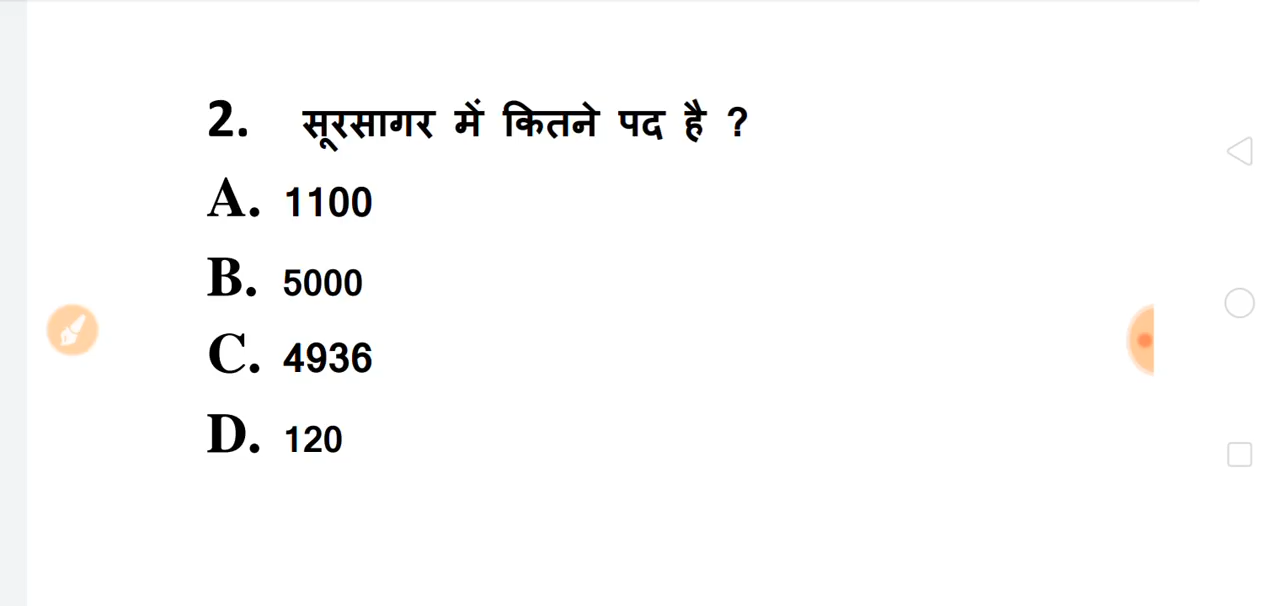 2. सूरसागर में कितने पद है ?
A. 1100
B. 5000
C. 4936
D. 120